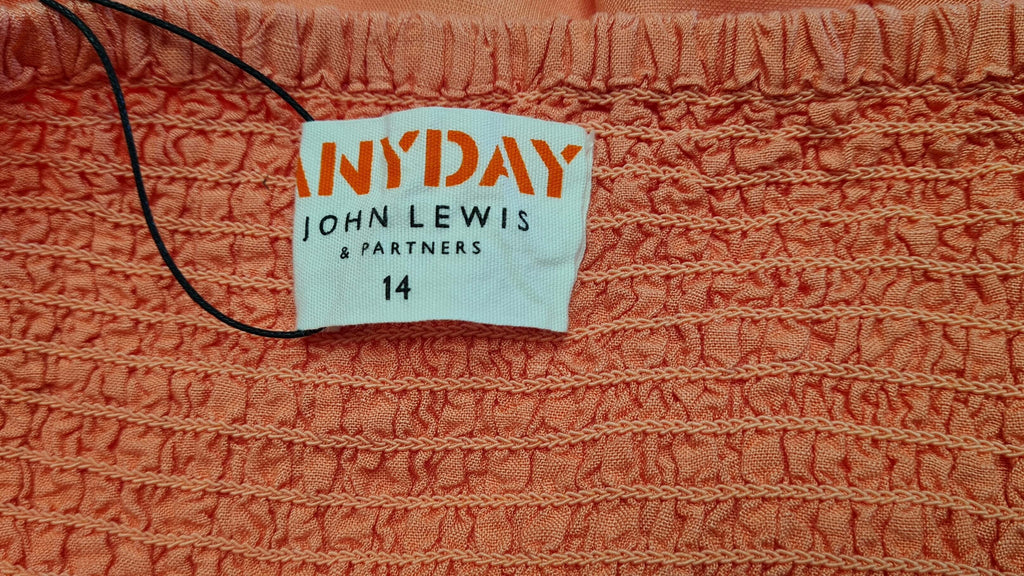 ANYDAY
JOHN LEWIS
& PARTNERS
14